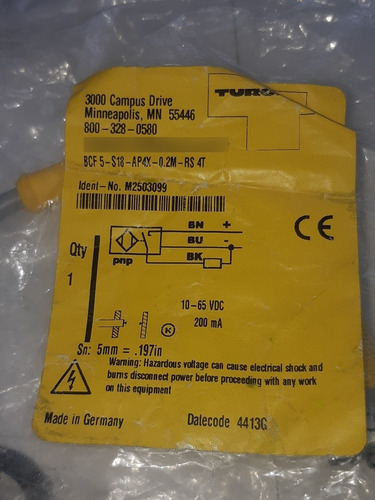 TURCK
3000 Campus Drive
Minneapolis, MN 55446
800-328-0580
BCF 5-S18-AP4X-0.2M-RS 4T
Ident-No. M2503099
BN +
BU -
BK
pnp
Qty
1
10-65 VDC
200 mA
K
Sn: 5mm = .197in
Warning: Hazardous voltage can cause electrical shock and
burns disconnect power before proceeding with any work
on this equipment
Made in Germany
Datecode 4413G
CE